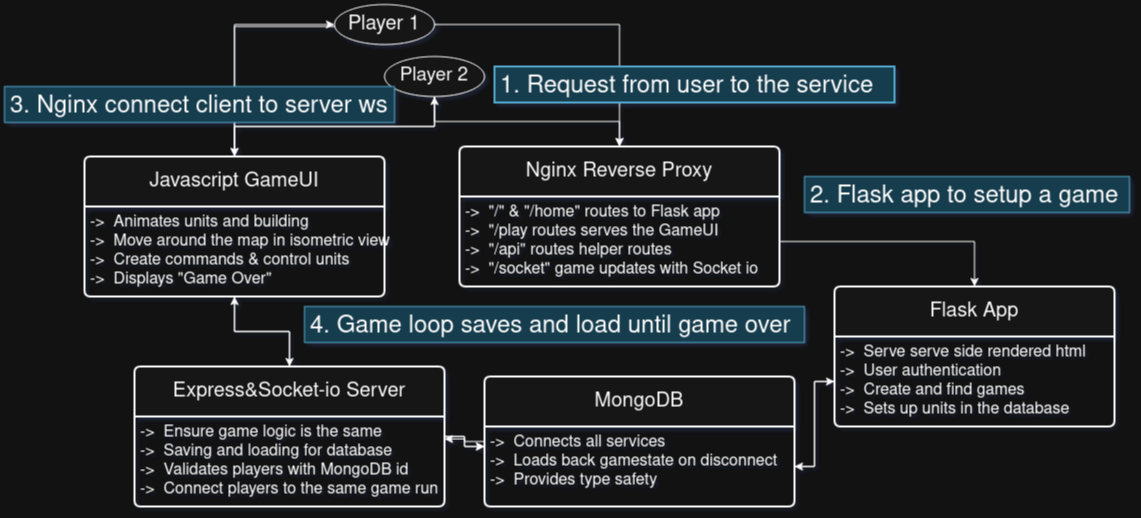 Player 1
Player 2
1. Request from user to the service
3. Nginx connect client to server ws
Javascript GameUI
-> Animates units and building
-> Move around the map in isometric view
-> Create commands & control units
-> Displays "Game Over"
Nginx Reverse Proxy
-> "/" & "/home" routes to Flask app
-> "/play routes serves the GameUI
-> "/api" routes helper routes
-> "/socket" game updates with Socket io
2. Flask app to setup a game
Flask App
-> Serve serve side rendered html
-> User authentication
-> Create and find games
-> Sets up units in the database
4. Game loop saves and load until game over
Express&Socket-io Server
-> Ensure game logic is the same
-> Saving and loading for database
-> Validates players with MongoDB id
-> Connect players to the same game run
MongoDB
-> Connects all services
-> Loads back gamestate on disconnect
-> Provides type safety